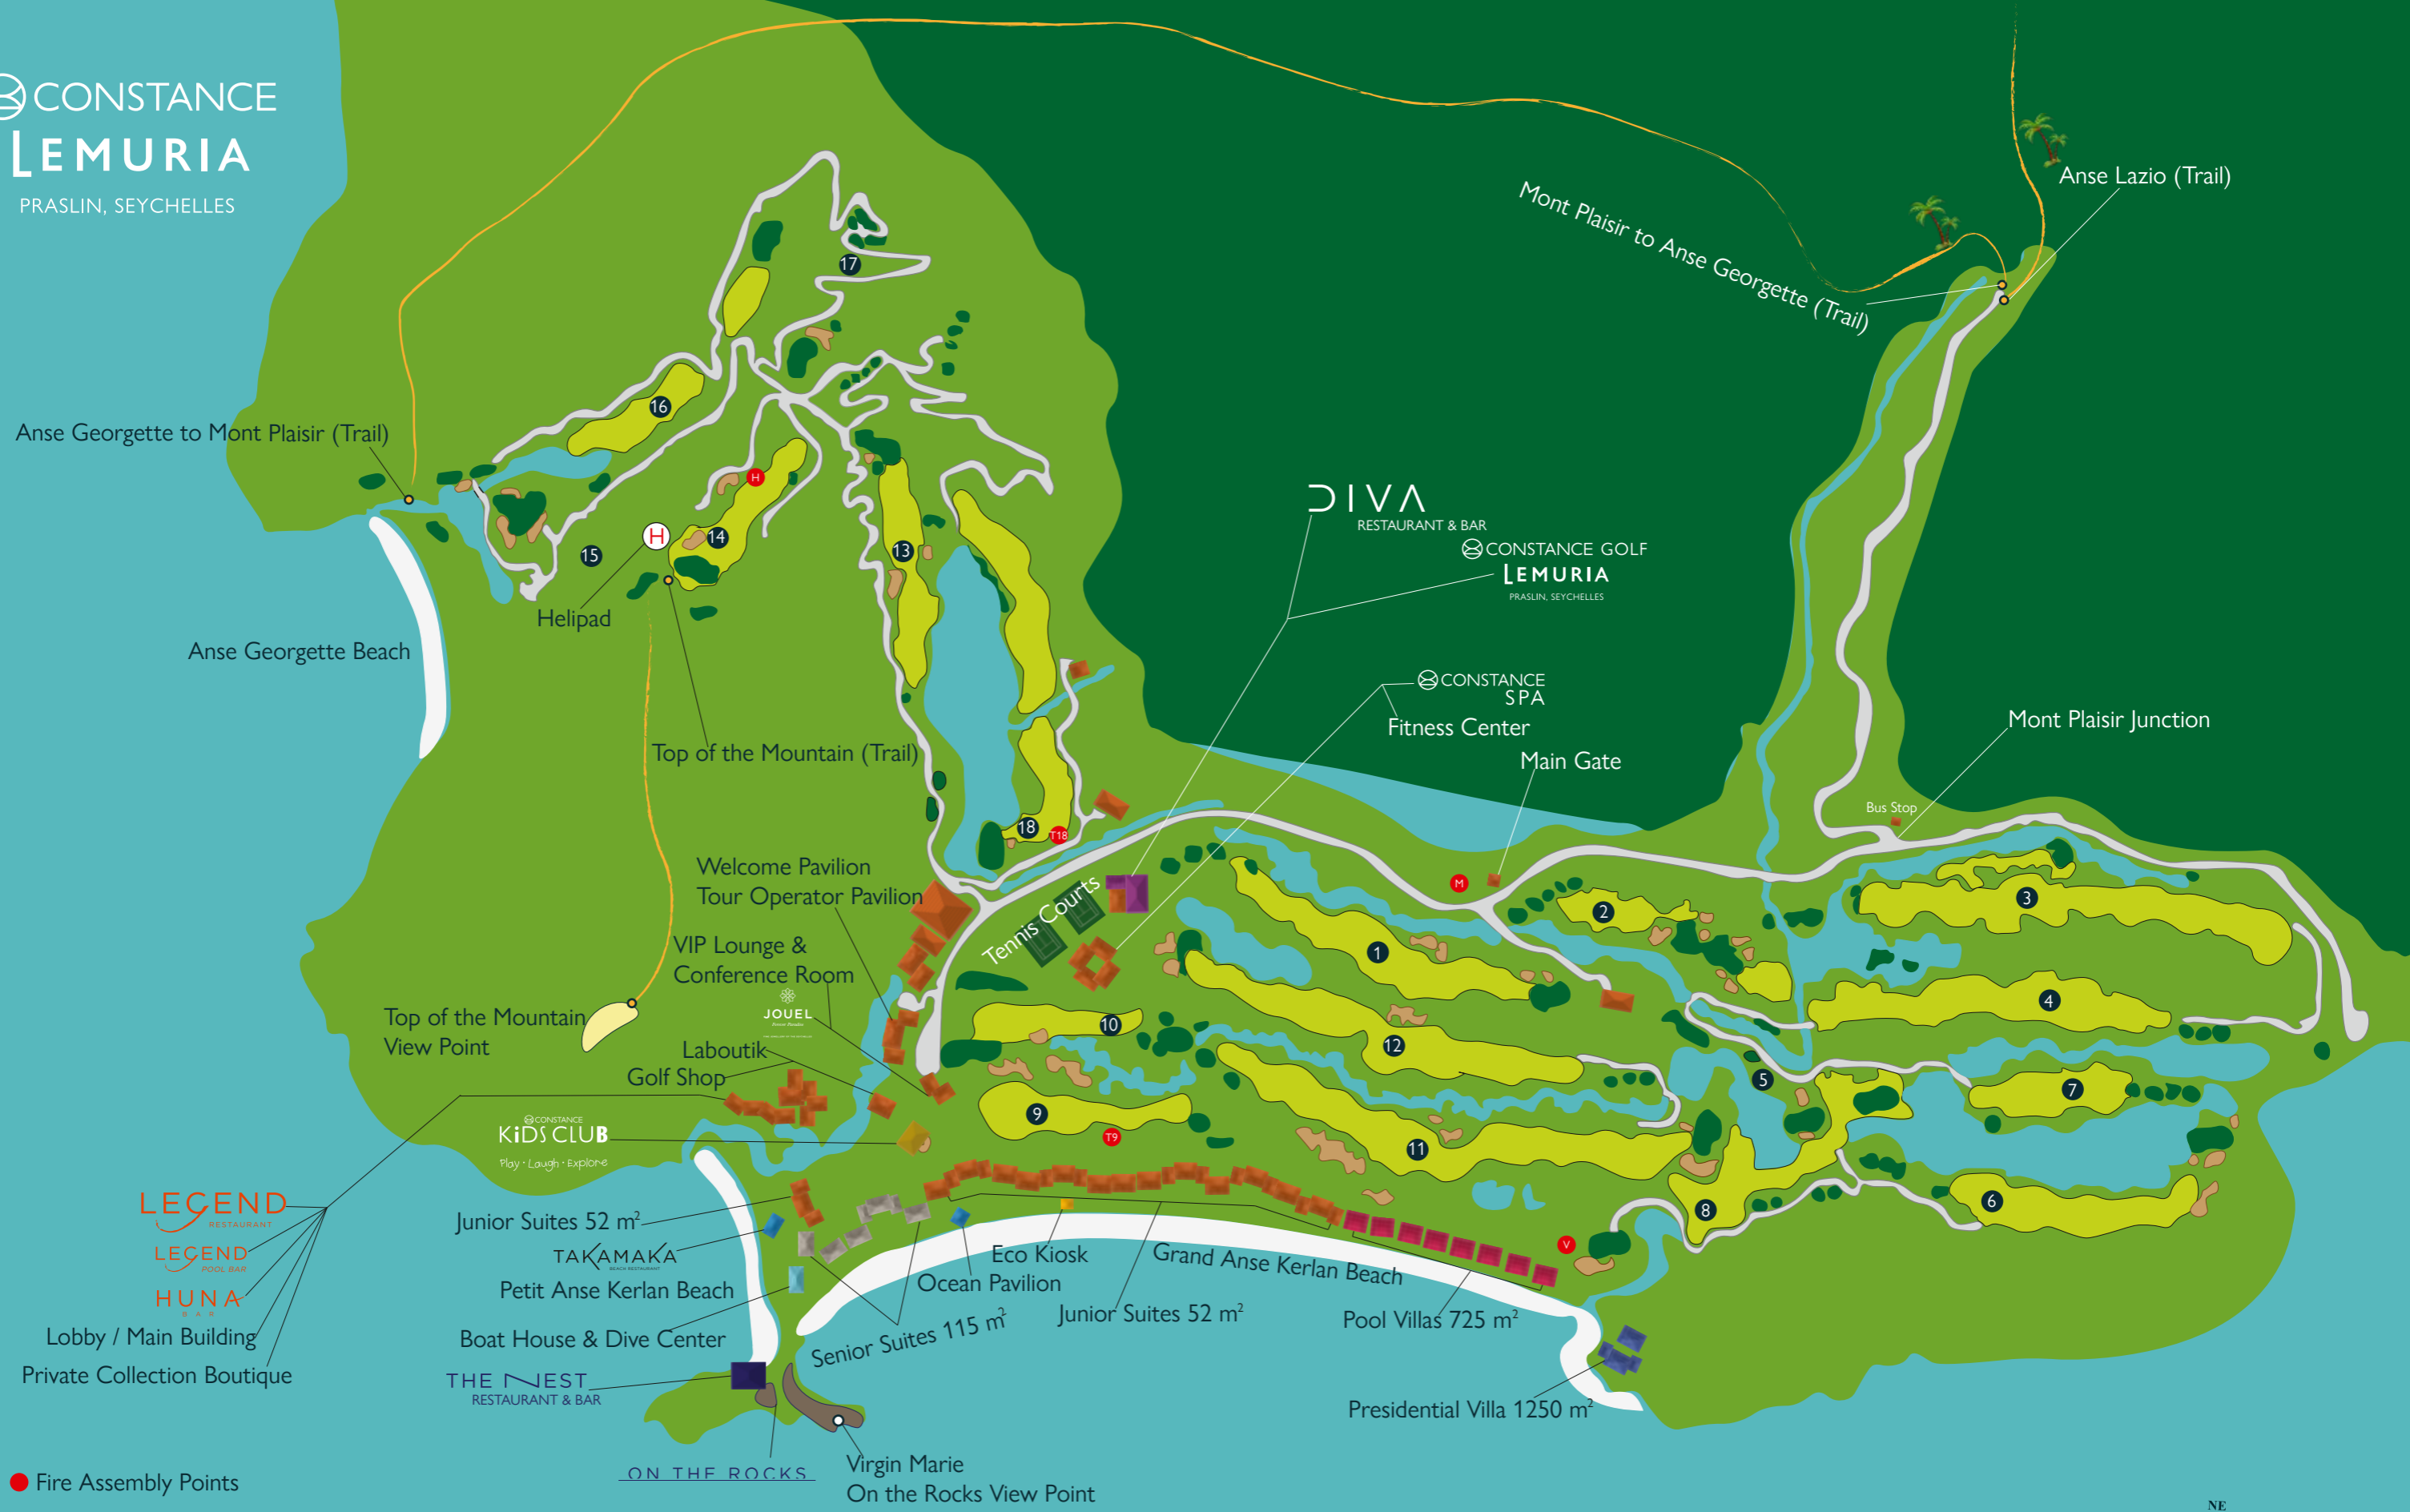 CONSTANCE
LEMURIA
PRASLIN, SEYCHELLES
Anse Lazio (Trail)
Mont Plaisir to Anse Georgette (Trail)
17
16
Anse Georgette to Mont Plaisir (Trail)
H
H
14
13
15
Helipad
Anse Georgette Beach
DIVA
RESTAURANT & BAR
CONSTANCE GOLF
LEMURIA
PRASLIN, SEYCHELLES
CONSTANCE
SPA
Fitness Center
Main Gate
Mont Plaisir Junction
Bus Stop
Top of the Mountain (Trail)
18
T18
Welcome Pavilion
Tour Operator Pavilion
VIP Lounge &
Conference Room
JOUEL
Tennis Courts
M
1
2
3
4
5
7
10
12
9
T9
11
8
6
V
Top of the Mountain
View Point
Laboutik
Golf Shop
CONSTANCE
KiDS CLUB
Play · Laugh · Explore
LEGEND
RESTAURANT
LEGEND
POOL BAR
HUNA
BAR
Lobby / Main Building
Private Collection Boutique
Junior Suites 52 m²
TAKAMAKA
BEACH RESTAURANT
Petit Anse Kerlan Beach
Boat House & Dive Center
THE NEST
RESTAURANT & BAR
Senior Suites 115 m²
Ocean Pavilion
Eco Kiosk
Grand Anse Kerlan Beach
Junior Suites 52 m²
Pool Villas 725 m²
Presidential Villa 1250 m²
ON THE ROCKS
Virgin Marie
On the Rocks View Point
Fire Assembly Points
NE